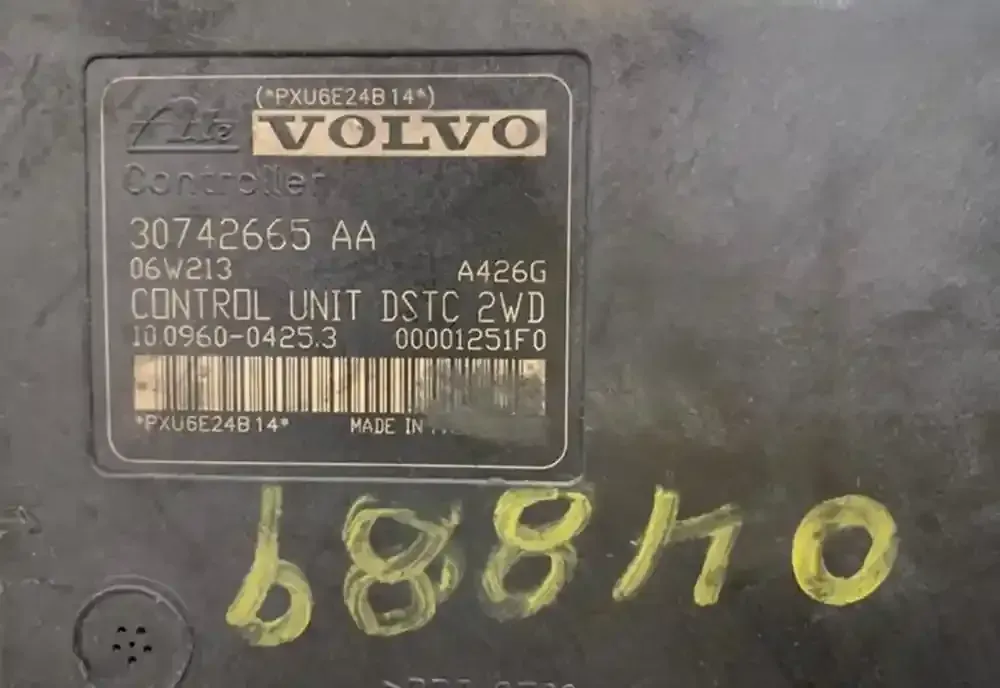 (*PXU6E24B14*)
Ate VOLVO
Controller
30742665 AA
06W213 A426G
CONTROL UNIT DSTC 2WD
10.0960-0425.3 00001251F0
*PXU6E24B14* MADE IN
04889